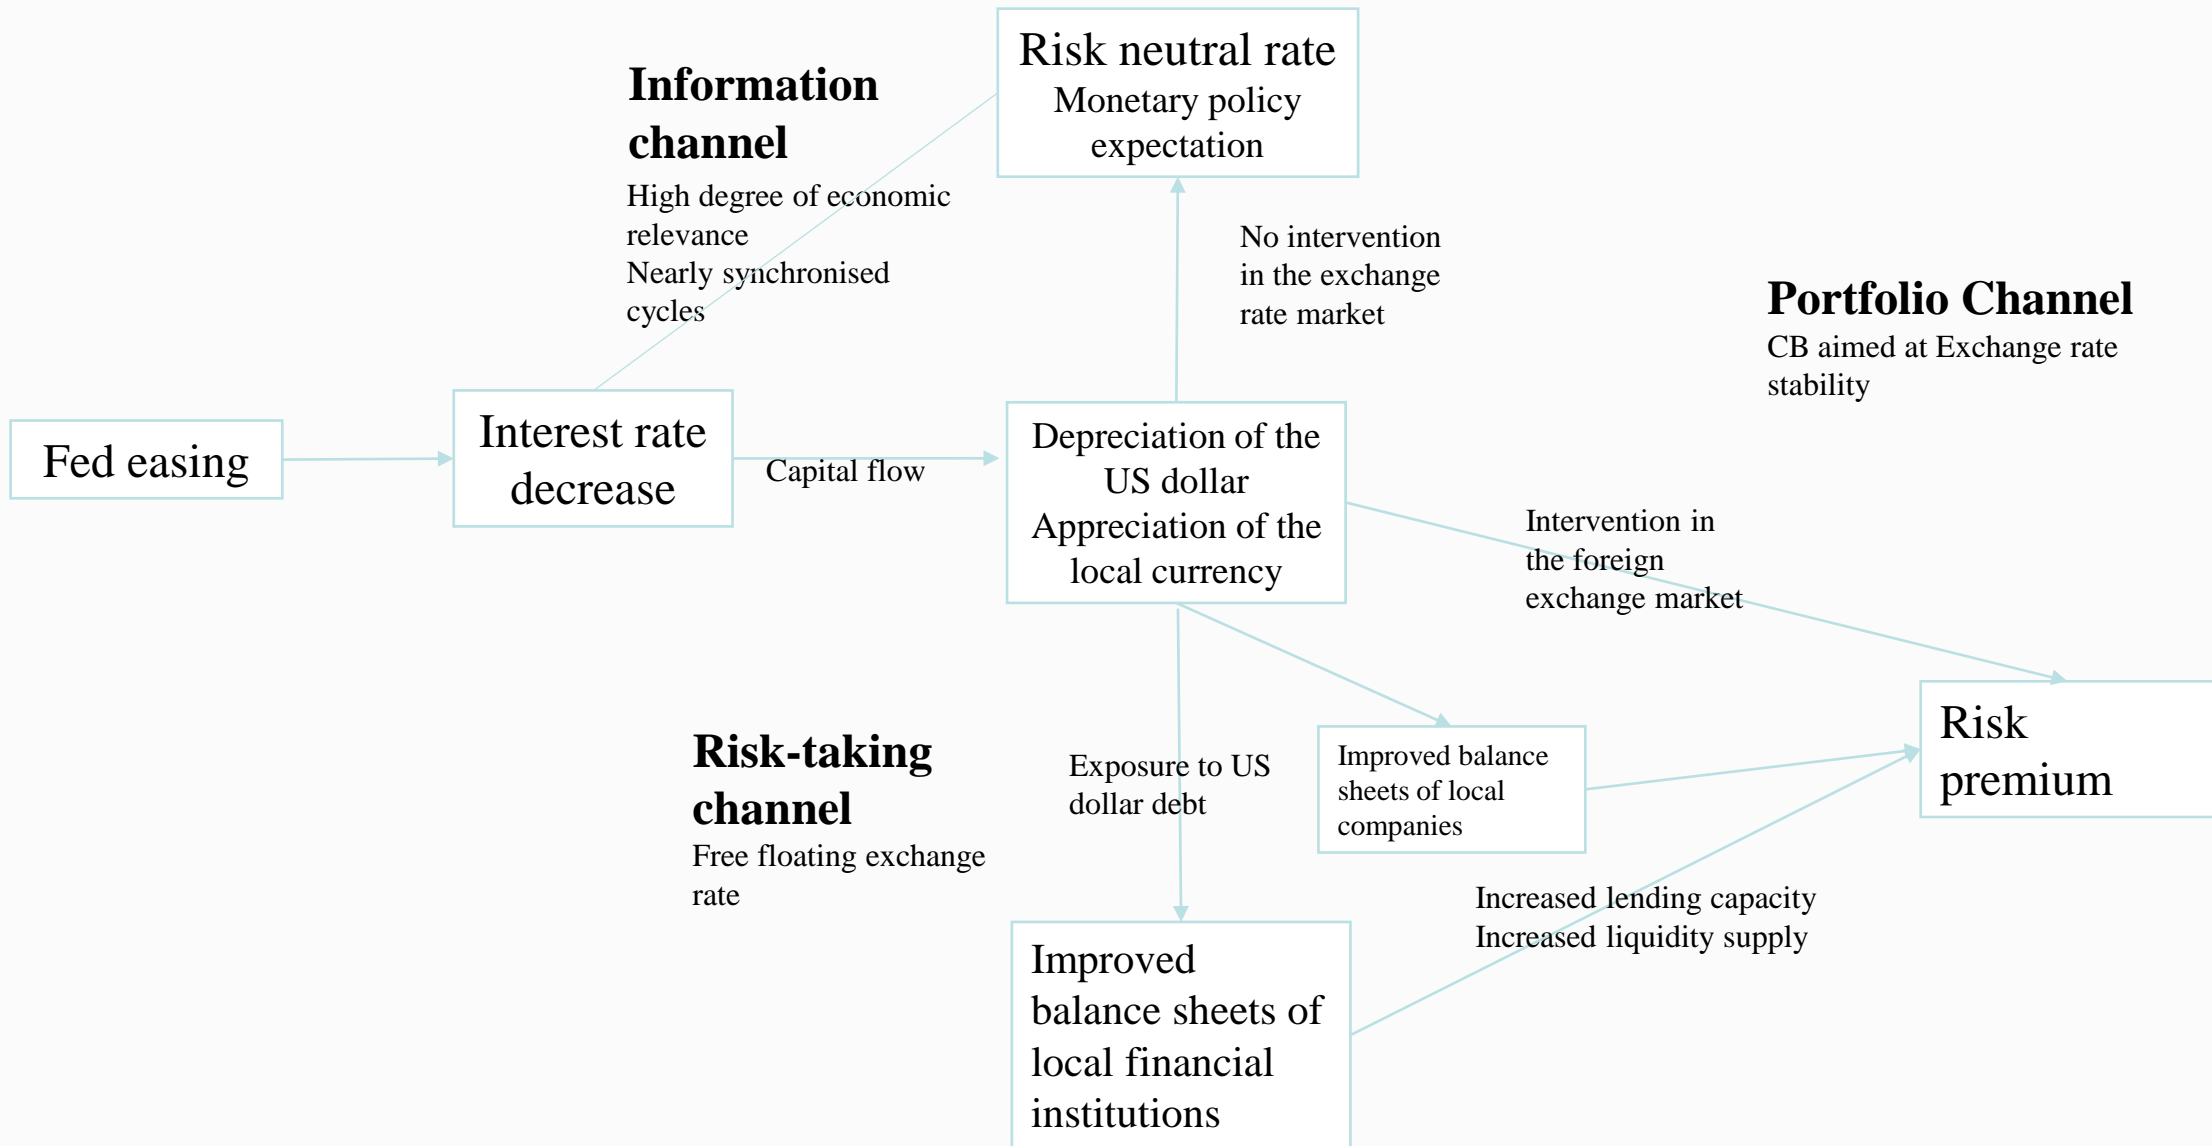 Risk neutral rate
Monetary policy
expectation
Information
channel
High degree of economic
relevance
Nearly synchronised
cycles
No intervention
in the exchange
rate market
Portfolio Channel
CB aimed at Exchange rate
stability
Fed easing
Interest rate
decrease
Capital flow
Depreciation of the
US dollar
Appreciation of the
local currency
Intervention in
the foreign
exchange market
Risk-taking
channel
Free floating exchange
rate
Exposure to US
dollar debt
Improved balance
sheets of local
companies
Risk
premium
Increased lending capacity
Increased liquidity supply
Improved
balance sheets of
local financial
institutions